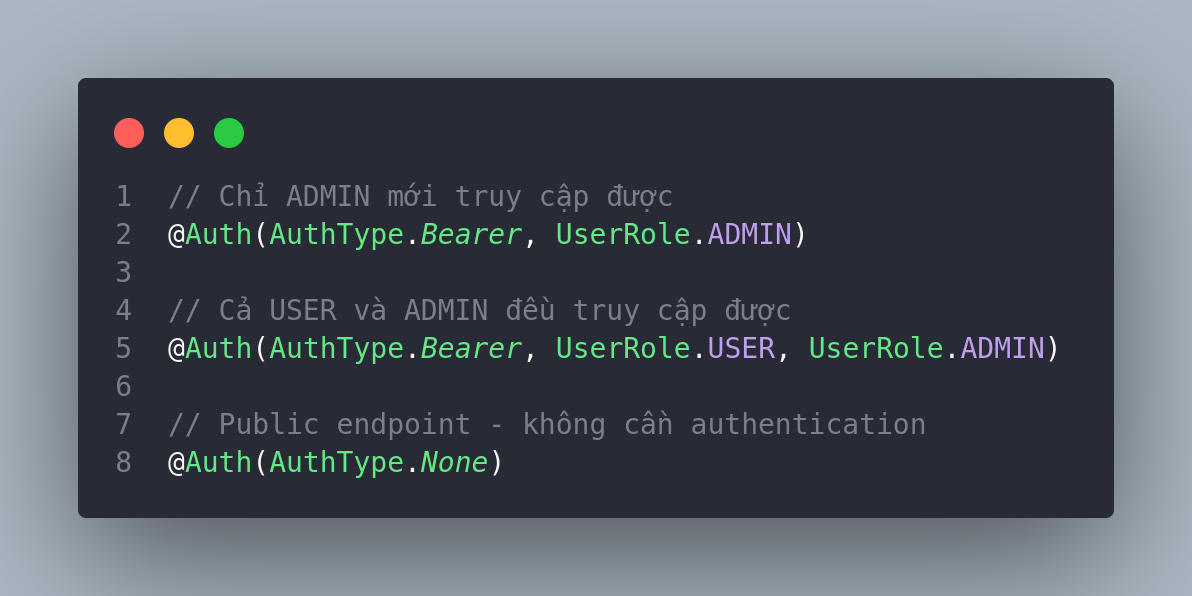 1 // Chỉ ADMIN mới truy cập được
2 @Auth(AuthType.Bearer, UserRole.ADMIN)
3
4 // Cả USER và ADMIN đều truy cập được
5 @Auth(AuthType.Bearer, UserRole.USER, UserRole.ADMIN)
6
7 // Public endpoint - không cần authentication
8 @Auth(AuthType.None)